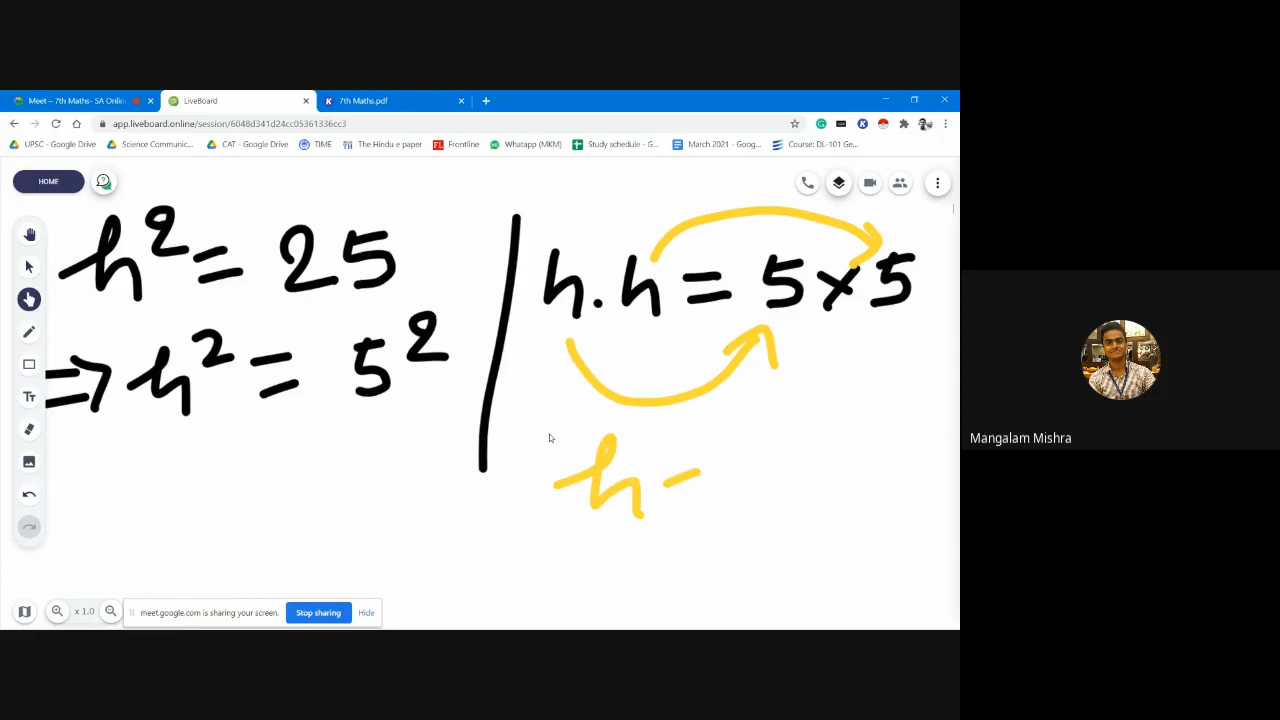 Meet – 7th Maths- SA Onlin
LiveBoard
7th Maths.pdf
app.liveboard.online/session/6048d341d24cc05361336cc3
UPSC - Google Drive
Science Communic...
CAT - Google Drive
TIME
The Hindu e paper
Frontline
Whatapp (MKM)
Study schedule - G...
March 2021 - Goog...
Course: DL-101 Ge...
HOME
h² = 25
⇒ h² = 5²
h.h = 5×5
h -
Tт
Mangalam Mishra
x 1.0
meet.google.com is sharing your screen.
Stop sharing
Hide